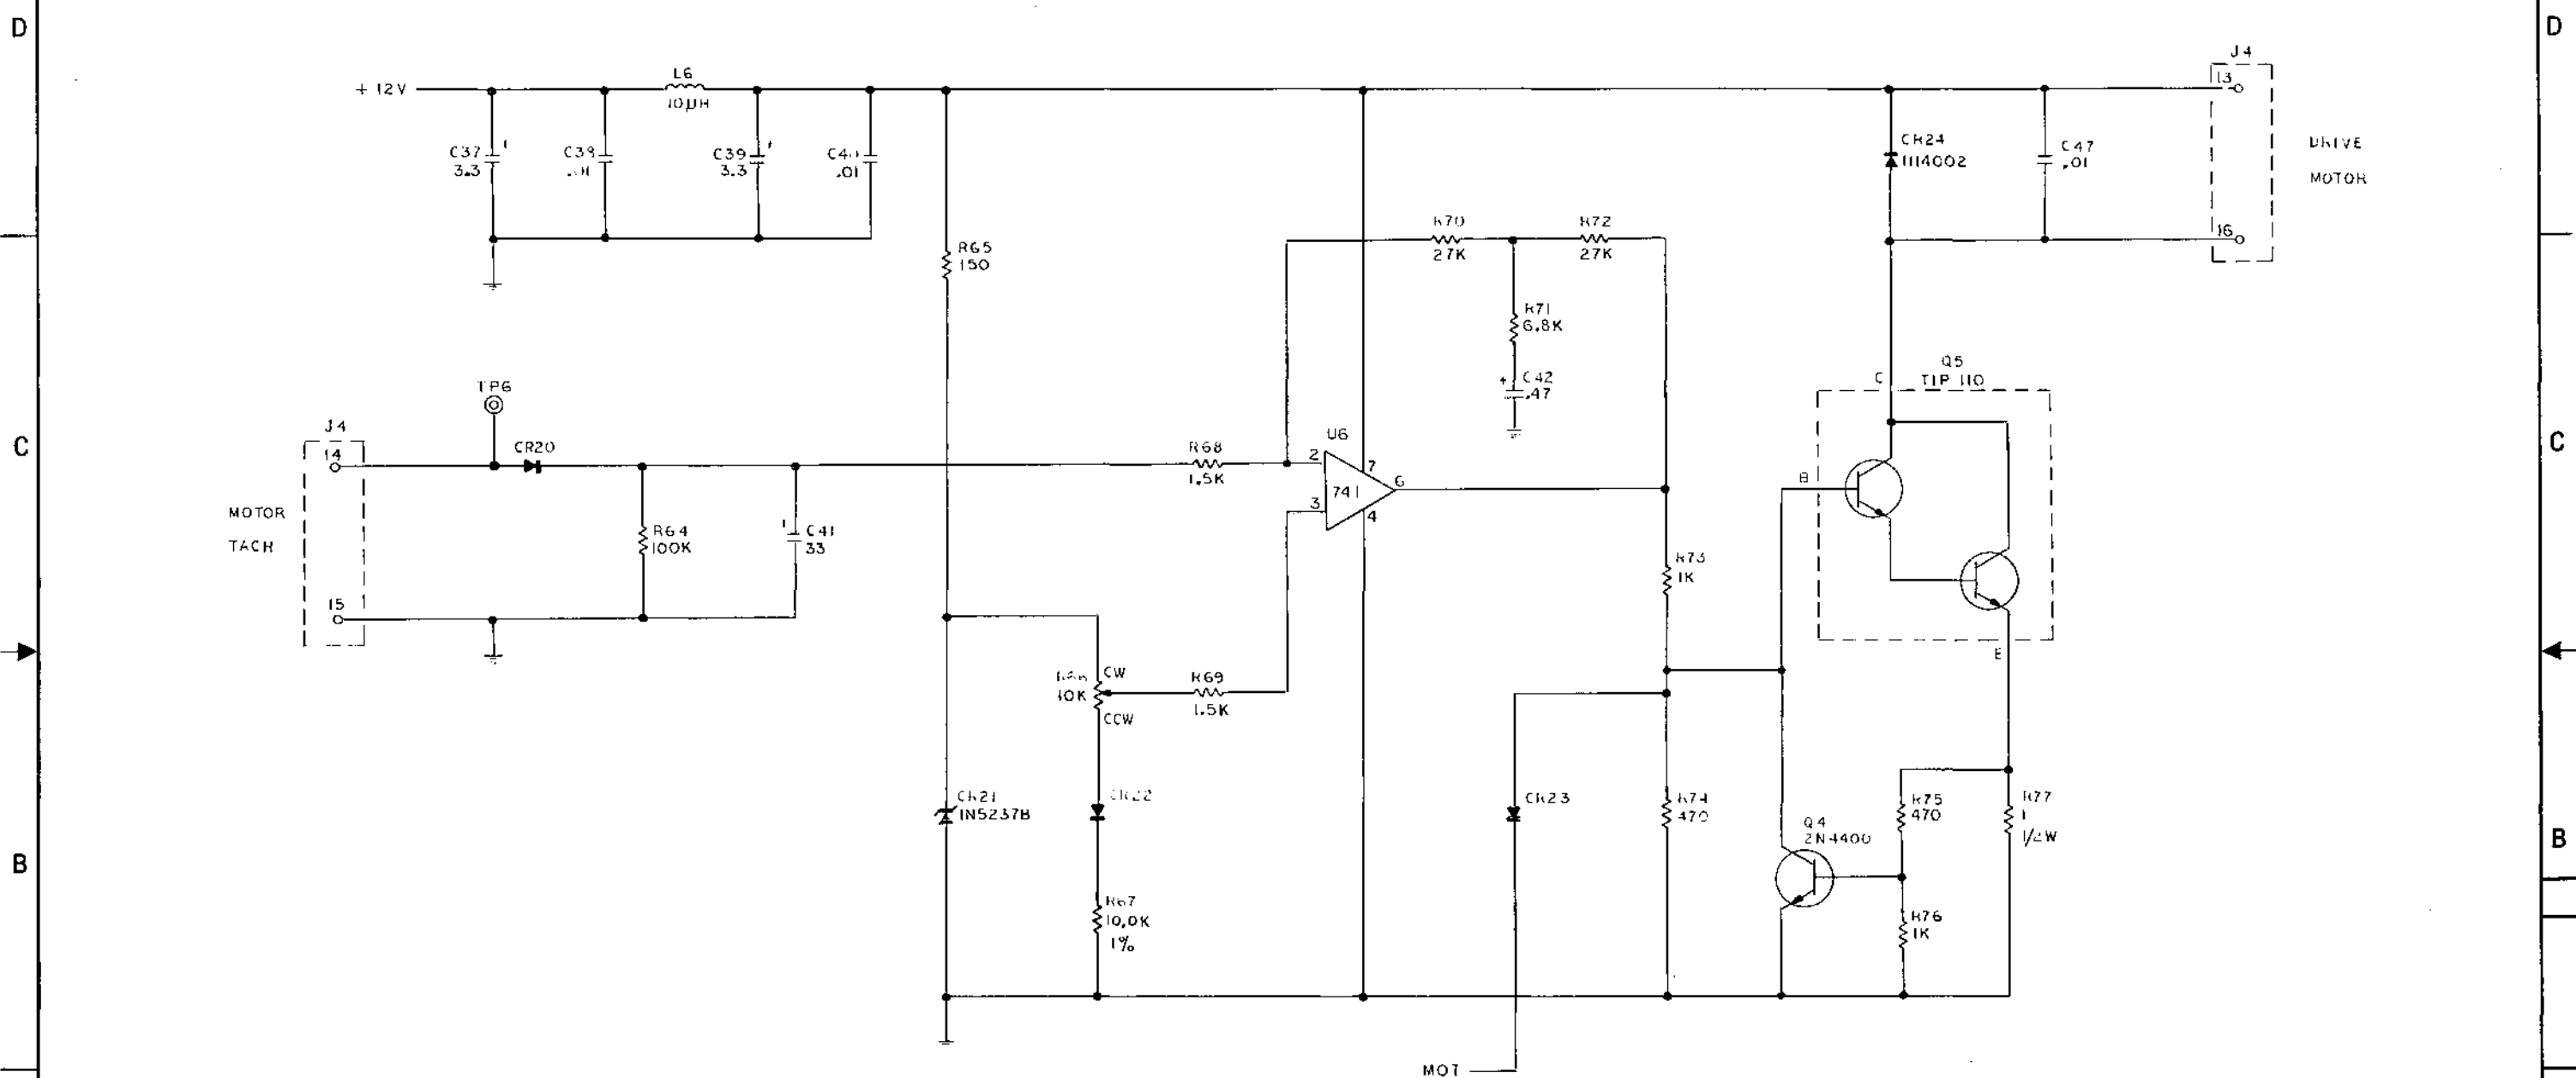 D
D
J4
+ 12V
L6
10µH
13
C37
3.3
C38
.01
C39
3.3
C40
.01
CR24
C47
.01
DRIVE
MOTOR
R65
150
R70
27K
R72
27K
16
R71
6.8K
C42
.47
Q5
TIP 110
C
TP6
J4
14
CR20
C
C
R68
1.5K
U6
2
7
741
6
3
4
B
MOTOR
TACH
R64
100K
C41
33
R73
1K
15
E
CW
10K
CCW
R69
1.5K
CR21
1N5237B
CR22
CR23
R74
470
Q4
2N4400
R75
470
R77
1
B
B
R67
10.0K
1%
R76
1K
MOT